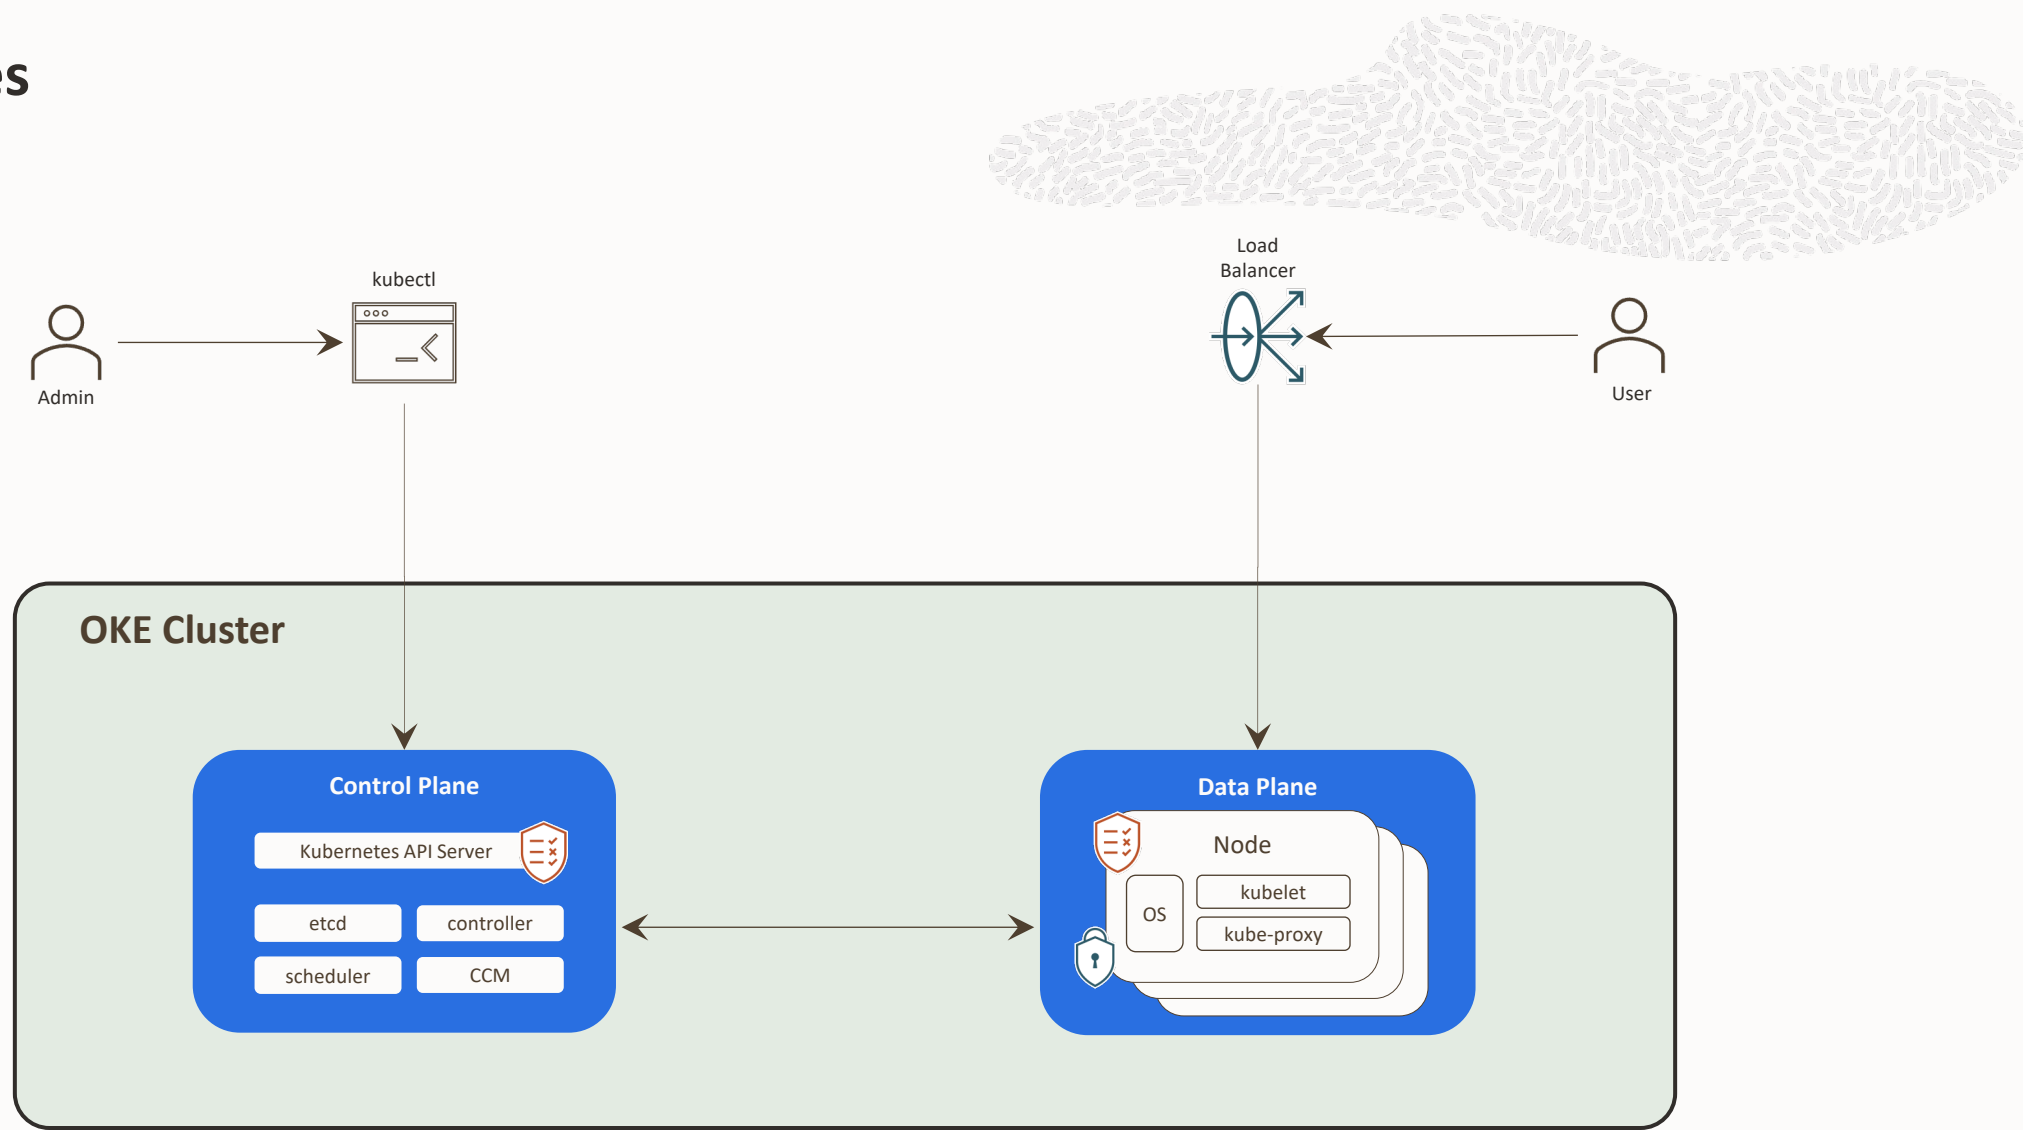 es
kubectl
Admin
Load
Balancer
User
OKE Cluster
Control Plane
Kubernetes API Server
etcd
controller
scheduler
CCM
Data Plane
Node
OS
kubelet
kube-proxy